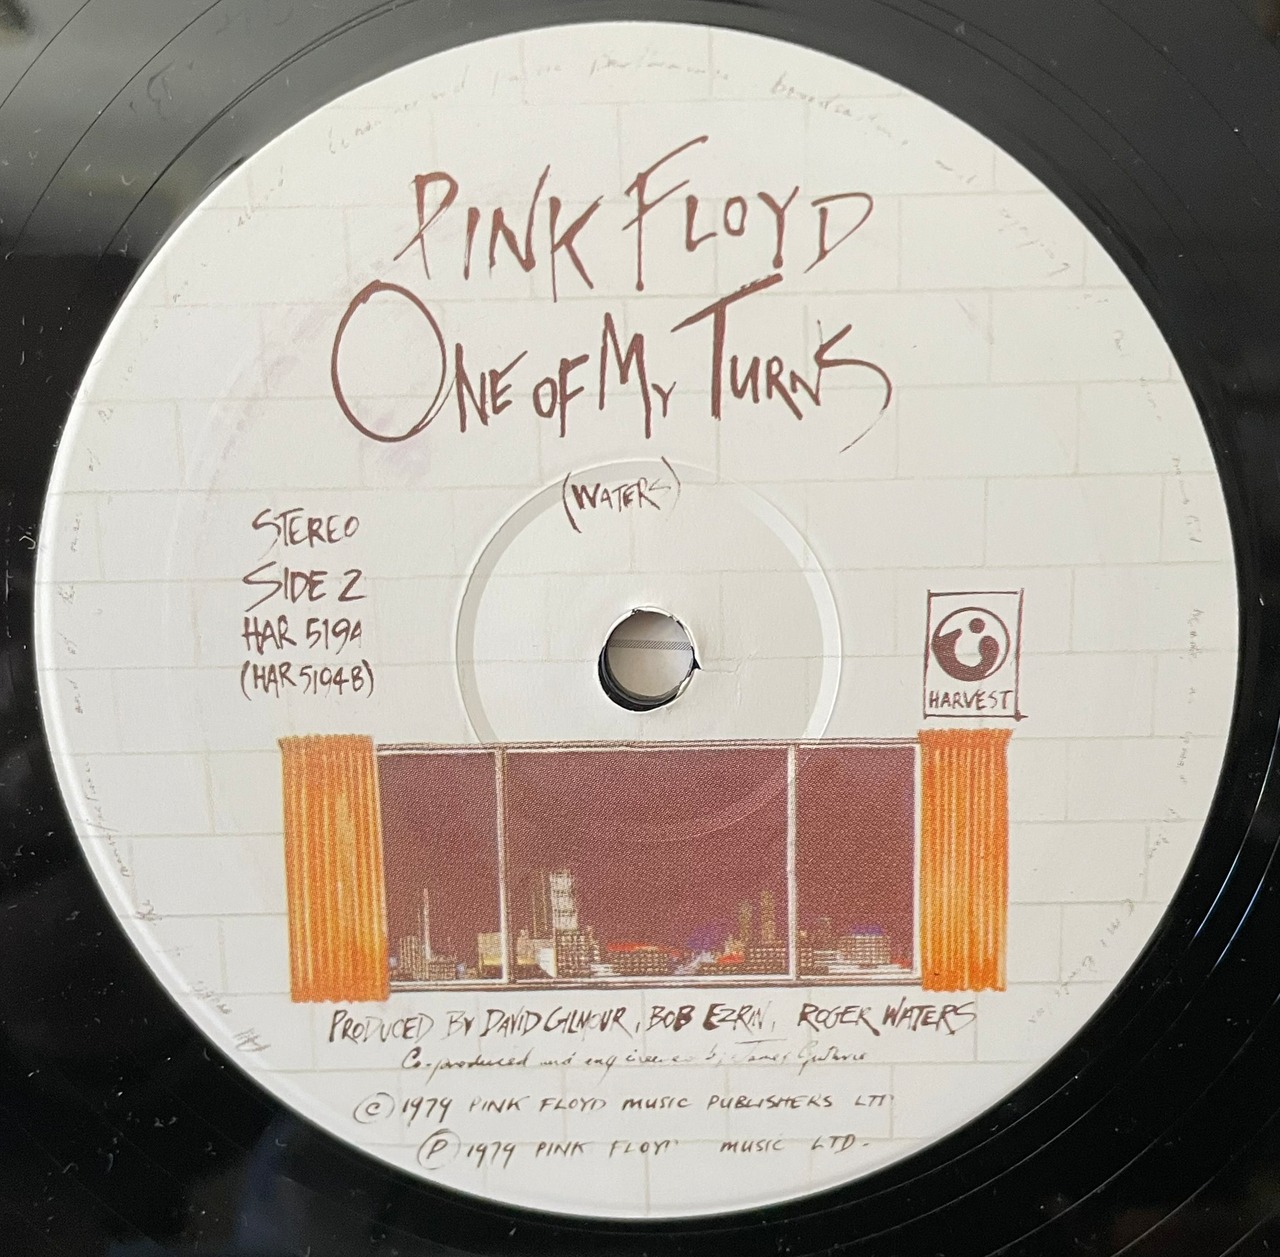 PINK FLOYD
ONE OF MY TURNS
(WATERS)
STEREO
SIDE 2
HAR 5194
(HAR 5194-B)
HARVEST
PRODUCED BY DAVID GILMOUR, BOB EZRIN, ROGER WATERS
Co-produced and engineered by James Guthrie
Ⓒ 1979 PINK FLOYD MUSIC PUBLISHERS LTD
Ⓟ 1979 PINK FLOYD MUSIC LTD.